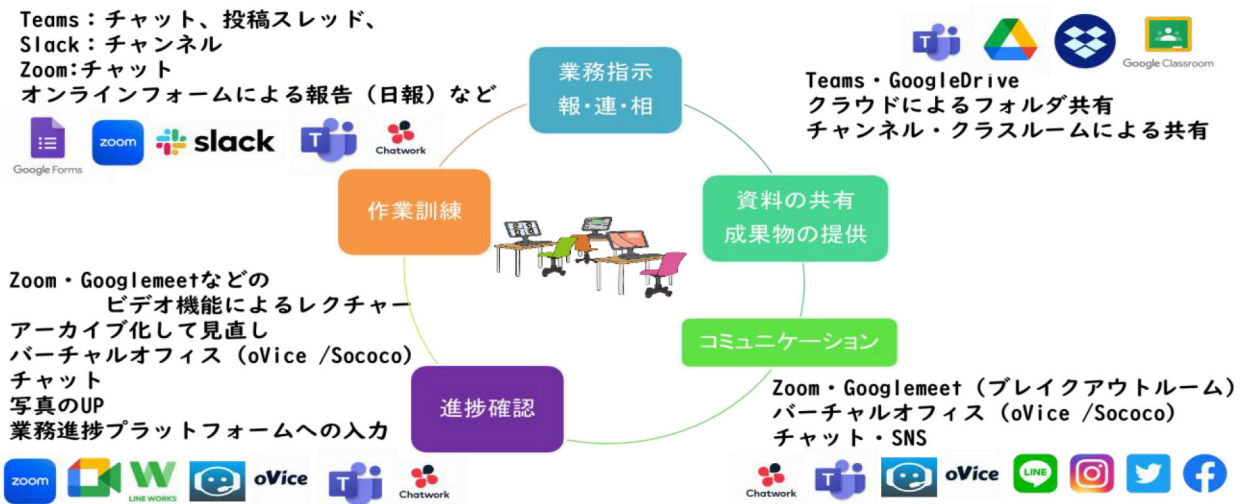 Teams：チャット、投稿スレッド、
Slack：チャンネル
Zoom:チャット
オンラインフォームによる報告（日報）など
Google Forms
zoom
slack
T
Chatwork
業務指示
報・連・相
T
Google Classroom
Teams・GoogleDrive
クラウドによるフォルダ共有
チャンネル・クラスルームによる共有
作業訓練
資料の共有
成果物の提供
Zoom・Googlemeetなどの
ビデオ機能によるレクチャー
アーカイブ化して見直し
バーチャルオフィス（oVice /Sococo）
チャット
写真のUP
業務進捗プラットフォームへの入力
進捗確認
コミュニケーション
Zoom・Googlemeet（ブレイクアウトルーム）
バーチャルオフィス（oVice /Sococo）
チャット・SNS
zoom
W
LINE WORKS
oVice
T
Chatwork
Chatwork
T
oVice
LINE